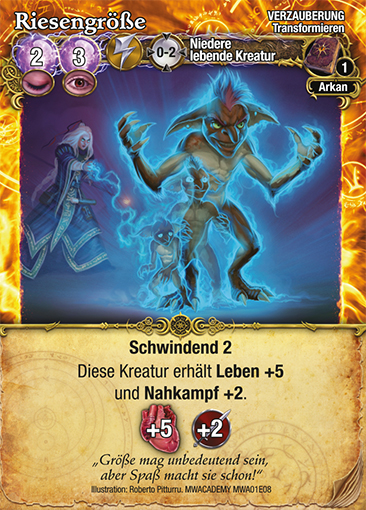 Riesengröße
VERZAUBERUNG
Transformieren
2
3
0-2
Niedere
lebende Kreatur
1
Arkan
Schwindend 2
Diese Kreatur erhält Leben +5
und Nahkampf +2.
+5
+2
„Größe mag unbedeutend sein,
aber Spaß macht sie schon!“
Illustration: Roberto Pitturru. MWACADEMY MWA01E08